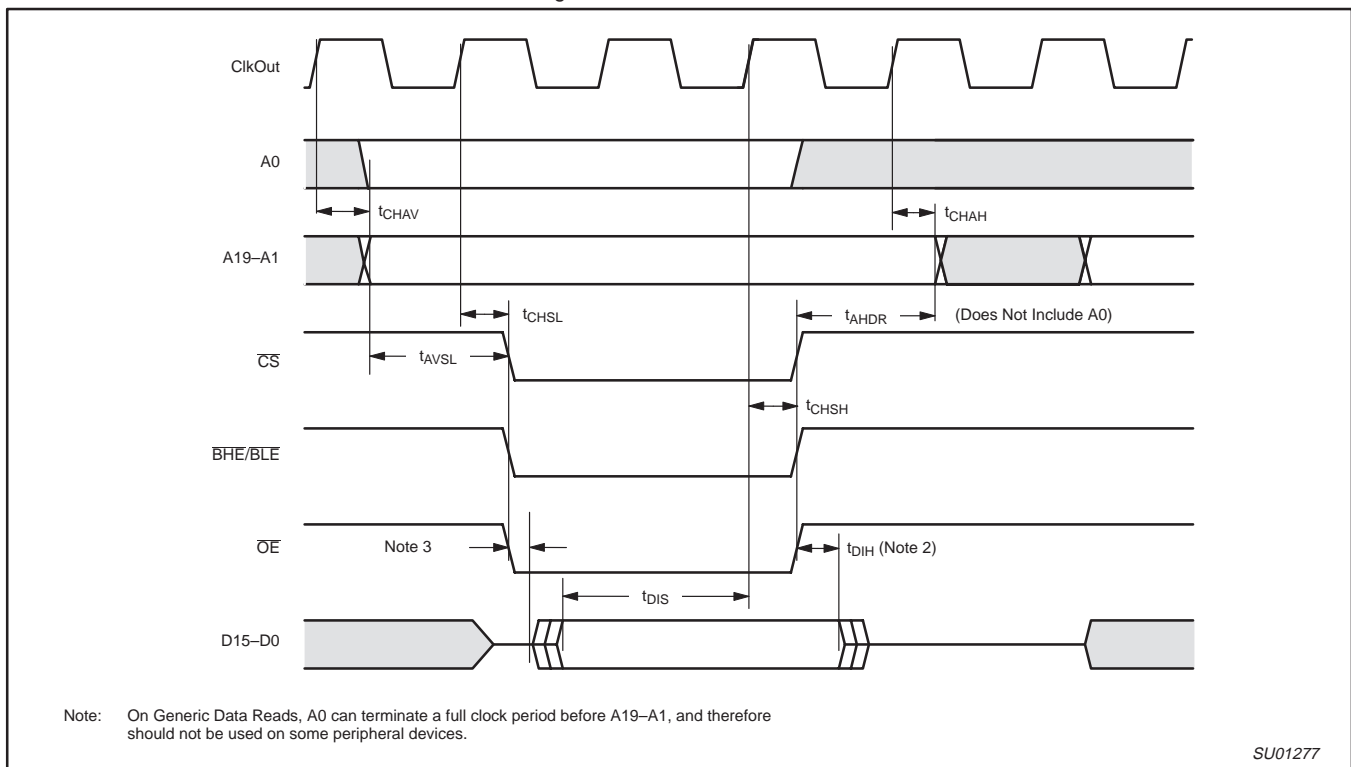 ClkOut
A0
tCHAV
tCHAH
A19–A1
tCHSL
tAHDR (Does Not Include A0)
CS
tAVSL
tCHSH
BHE/BLE
OE
Note 3
tDIH (Note 2)
tDIS
D15–D0
Note: On Generic Data Reads, A0 can terminate a full clock period before A19–A1, and therefore
should not be used on some peripheral devices.
SU01277